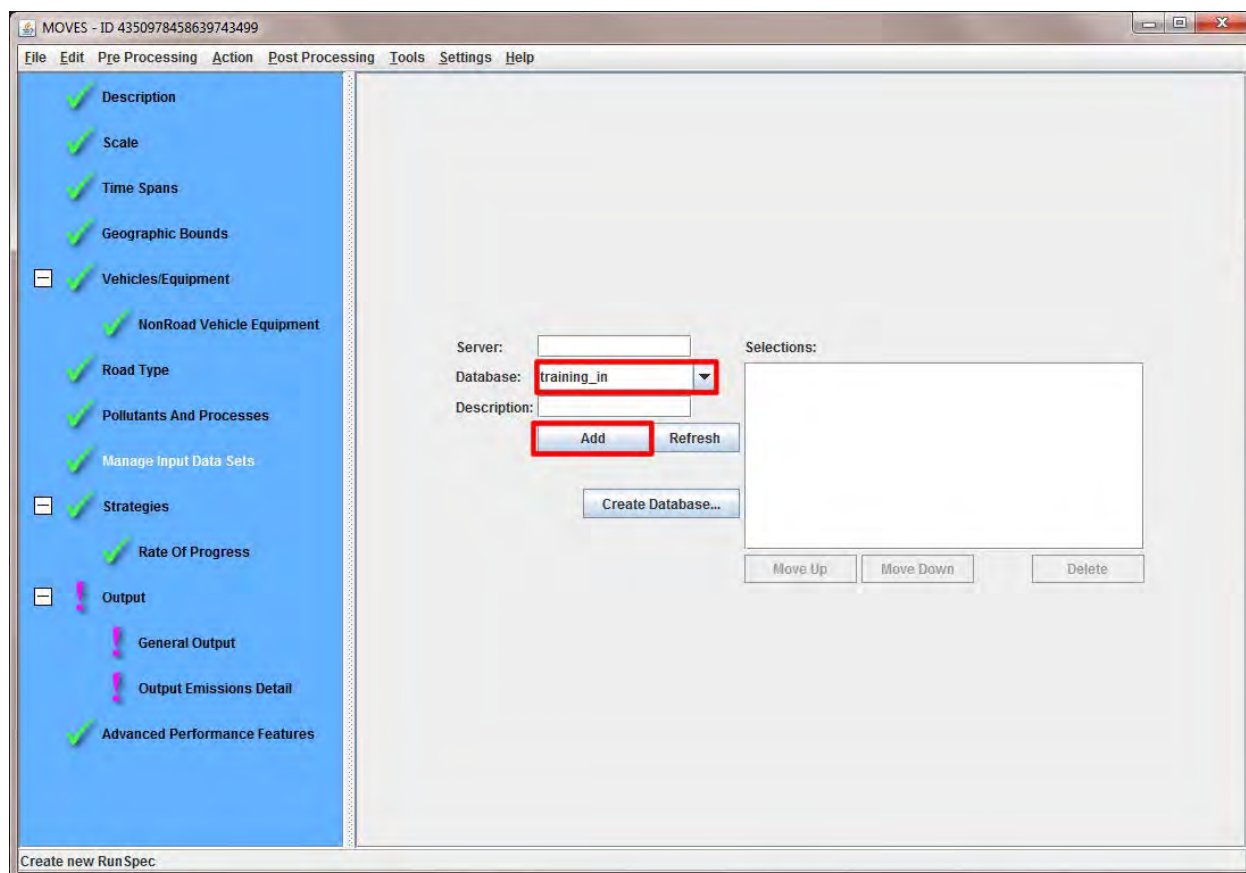 MOVES - ID 4350978458639743499
File Edit Pre Processing Action Post Processing Tools Settings Help
Description
Scale
Time Spans
Geographic Bounds
Vehicles/Equipment
NonRoad Vehicle Equipment
Road Type
Pollutants And Processes
Manage Input Data Sets
Strategies
Rate Of Progress
Output
General Output
Output Emissions Detail
Advanced Performance Features
Server:
Database: training_in
Description:
Add Refresh
Create Database...
Selections:
Move Up Move Down Delete
Create new RunSpec